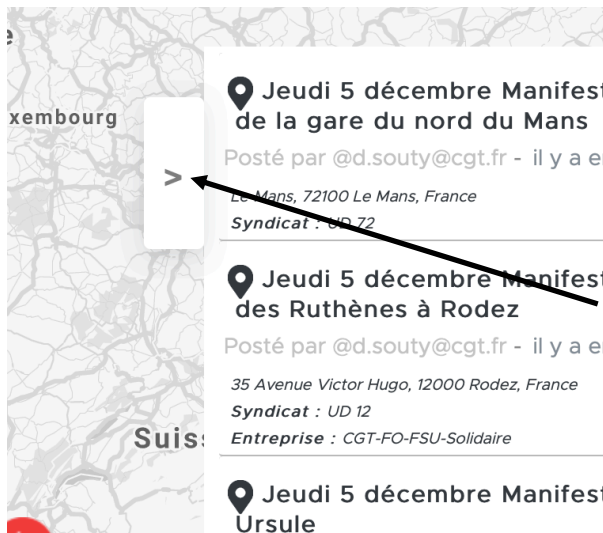 xembourg
>
Jeudi 5 décembre Manifest
de la gare du nord du Mans
Posté par @d.souty@cgt.fr - il y a e
Le Mans, 72100 Le Mans, France
Syndicat : UD 72
Jeudi 5 décembre Manifest
des Ruthènes à Rodez
Posté par @d.souty@cgt.fr - il y a e
35 Avenue Victor Hugo, 12000 Rodez, France
Syndicat : UD 12
Suis
Entreprise : CGT-FO-FSU-Solidaire
Jeudi 5 décembre Manifest
Ursule